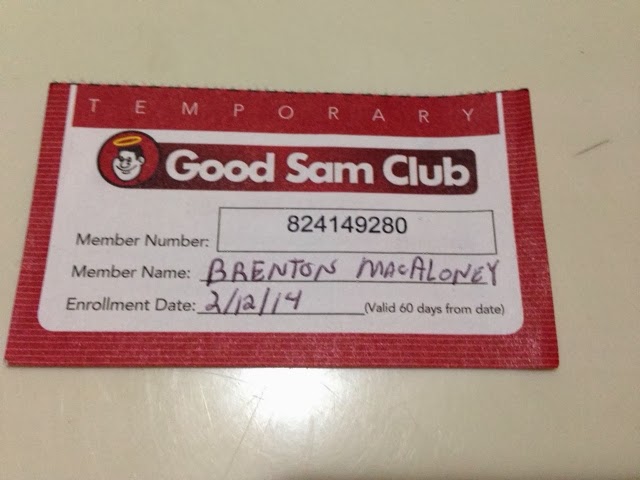 TEMPORARY
Good Sam Club
Member Number: 824149280
Member Name: BRENTON MACALONEY
Enrollment Date: 2/12/14 (Valid 60 days from date)